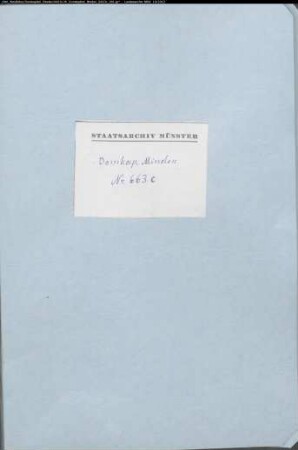 STAATSARCHIV MÜNSTER
Domkap. Minden
Nr. 663 c